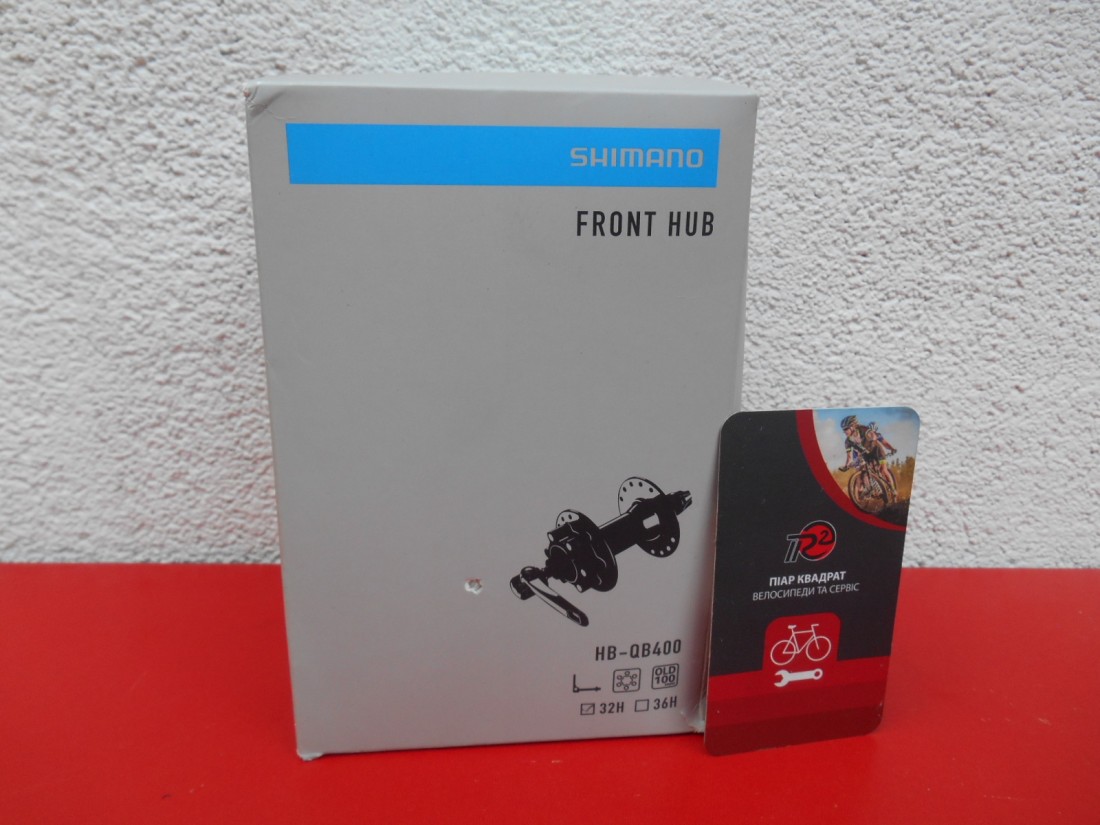 SHIMANO
FRONT HUB
HB-QB400
OLD
100
32H
36H
ПІАР КВАДРАТ
ВЕЛОСИПЕДИ ТА СЕРВІС